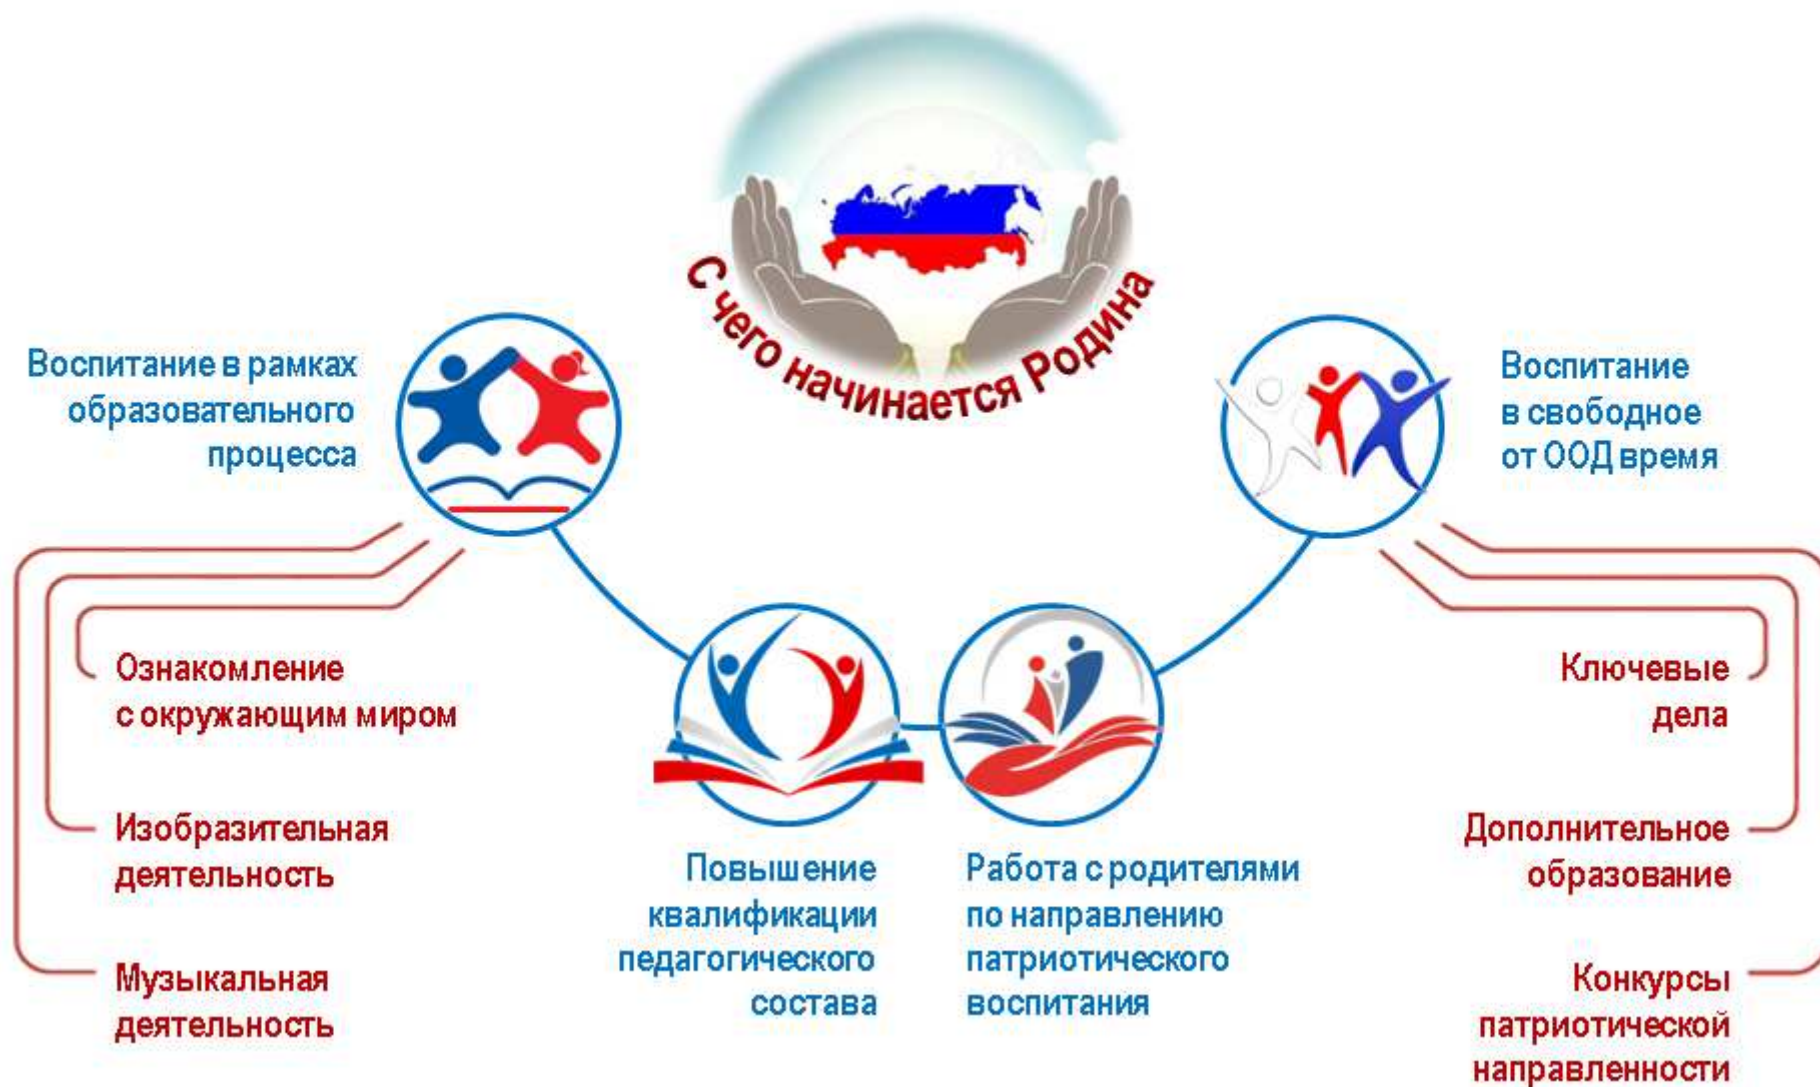 С чего начинается Родина
Воспитание в рамках
образовательного
процесса
Ознакомление
с окружающим миром
Изобразительная
деятельность
Музыкальная
деятельность
Повышение
квалификации
педагогического
состава
Работа с родителями
по направлению
патриотического
воспитания
Воспитание
в свободное
от ООД время
Ключевые
дела
Дополнительное
образование
Конкурсы
патриотической
направленности